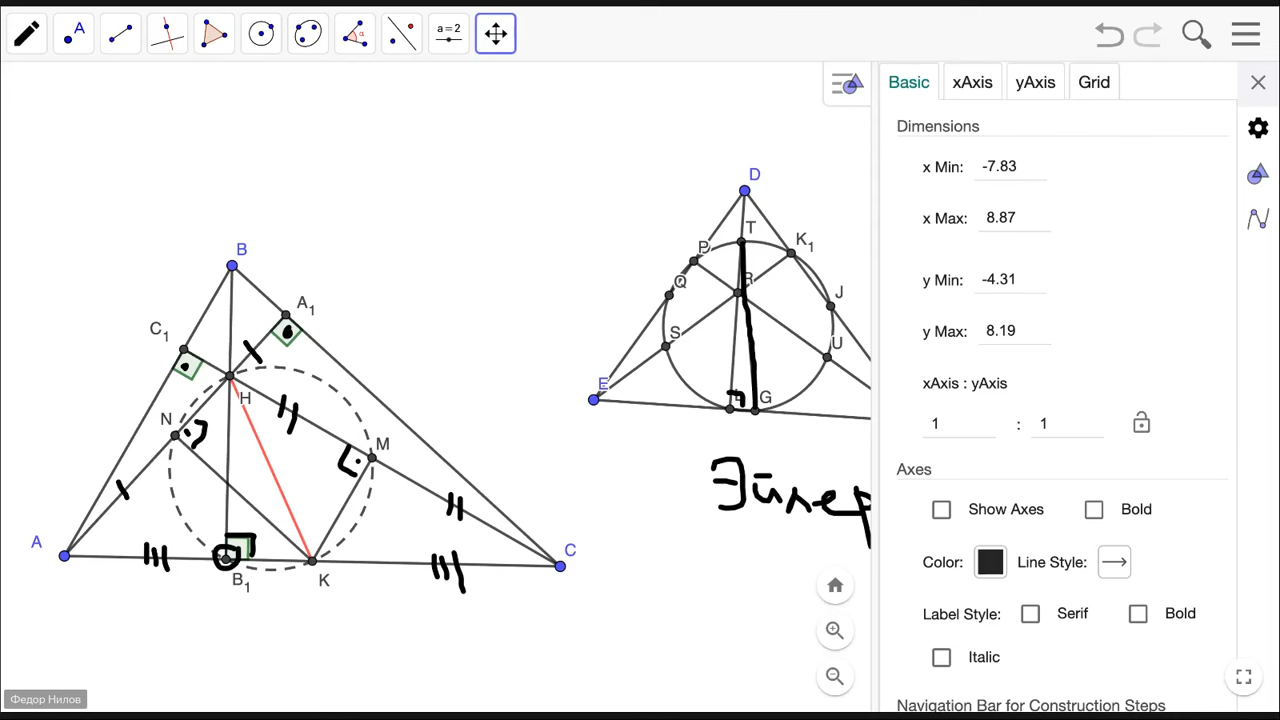 A
a=2
Basic xAxis yAxis Grid
Dimensions
x Min: -7.83
x Max: 8.87
y Min: -4.31
y Max: 8.19
xAxis : yAxis
1 : 1
Axes
Show Axes Bold
Color: Line Style:
Label Style: Serif Bold
Italic
Navigation Bar for Construction Steps
B
A1
C1
H
N
M
A
B1
K
C
D
T
K1
P
Q
R
J
S
U
E
G
Эйлер
Федор Нилов